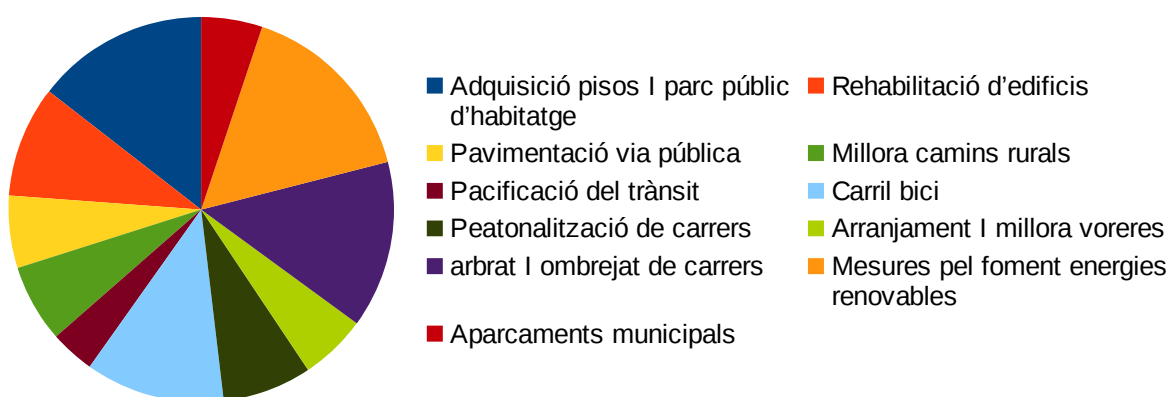 Adquisició pisos I parc públic
d’habitatge
Rehabilitació d’edificis
Pavimentació via pública
Millora camins rurals
Pacificació del trànsit
Carril bici
Peatonalització de carrers
Arranjament I millora voreres
arbrat I ombrejat de carrers
Mesures pel foment energies
renovables
Aparcaments municipals